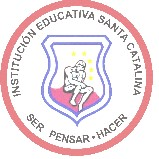 INSTITUCIÓN EDUCATIVA SANTA CATALINA
SER PENSAR • HACER